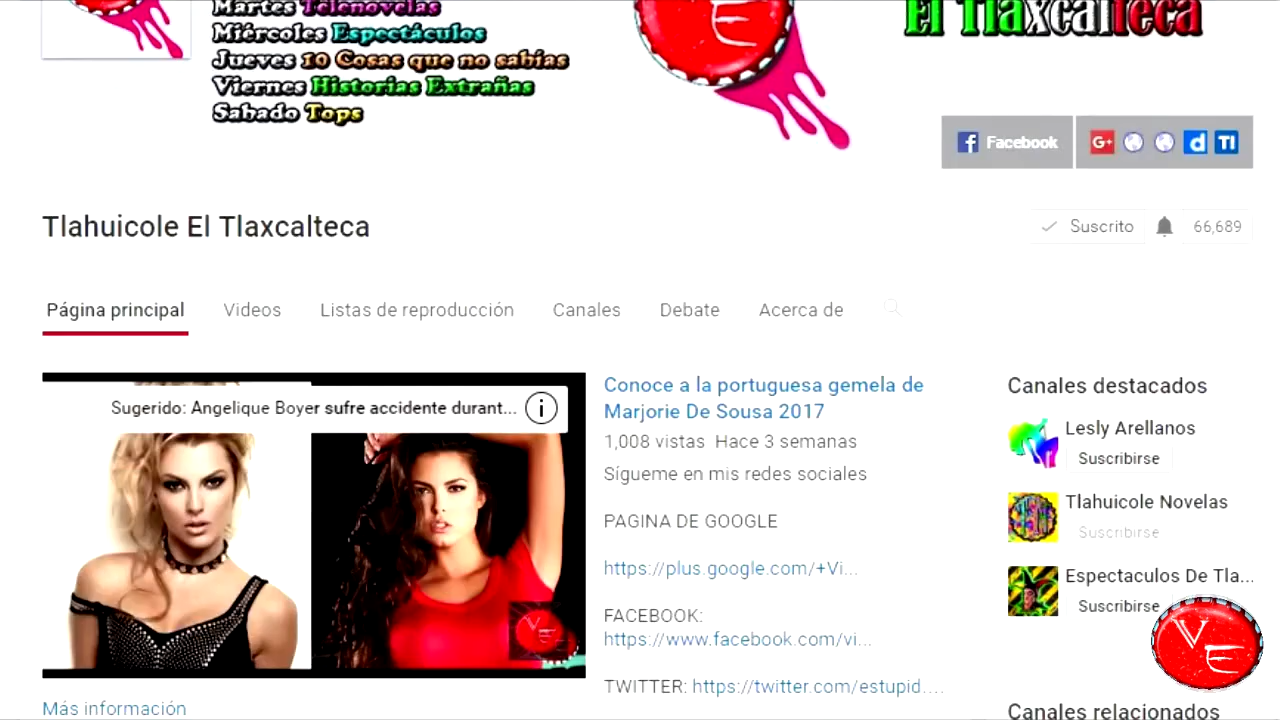 Martes Telenovelas
Miércoles Espectáculos
Jueves 10 Cosas que no sabías
Viernes Historias Extrañas
Sabado Tops
E
El Tlaxcalteca
Facebook
G+
d
TI
Tlahuicole El Tlaxcalteca
Suscrito
66,689
Página principal
Videos
Listas de reproducción
Canales
Debate
Acerca de
Sugerido: Angelique Boyer sufre accidente durant...
VE
Más información
Conoce a la portuguesa gemela de
Marjorie De Sousa 2017
1,008 vistas Hace 3 semanas
Sígueme en mis redes sociales
PAGINA DE GOOGLE
https://plus.google.com/+Vi...
FACEBOOK:
https://www.facebook.com/vi...
TWITTER: https://twitter.com/estupid....
Canales destacados
Lesly Arellanos
Suscribirse
Tlahuicole Novelas
Suscribirse
Espectaculos De Tla...
Suscribirse
VE
Canales relacionados